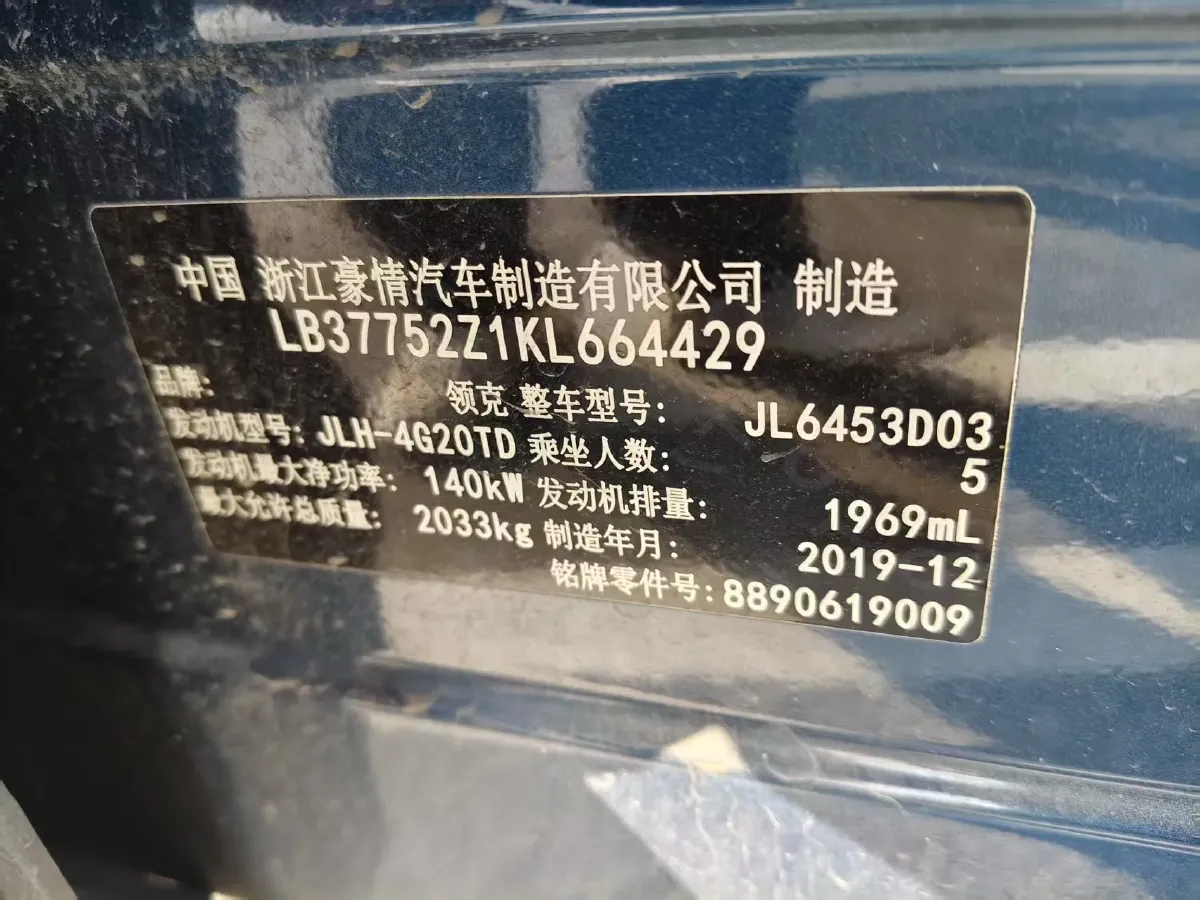 中国 浙江豪情汽车制造有限公司 制造
LB37752Z1KL664429
品牌: 领克 整车型号: JL6453D03
发动机型号: JLH-4G20TD 乘坐人数: 5
发动机最大净功率: 140kW 发动机排量: 1969mL
最大允许总质量: 2033kg 制造年月: 2019-12
铭牌零件号: 8890619009